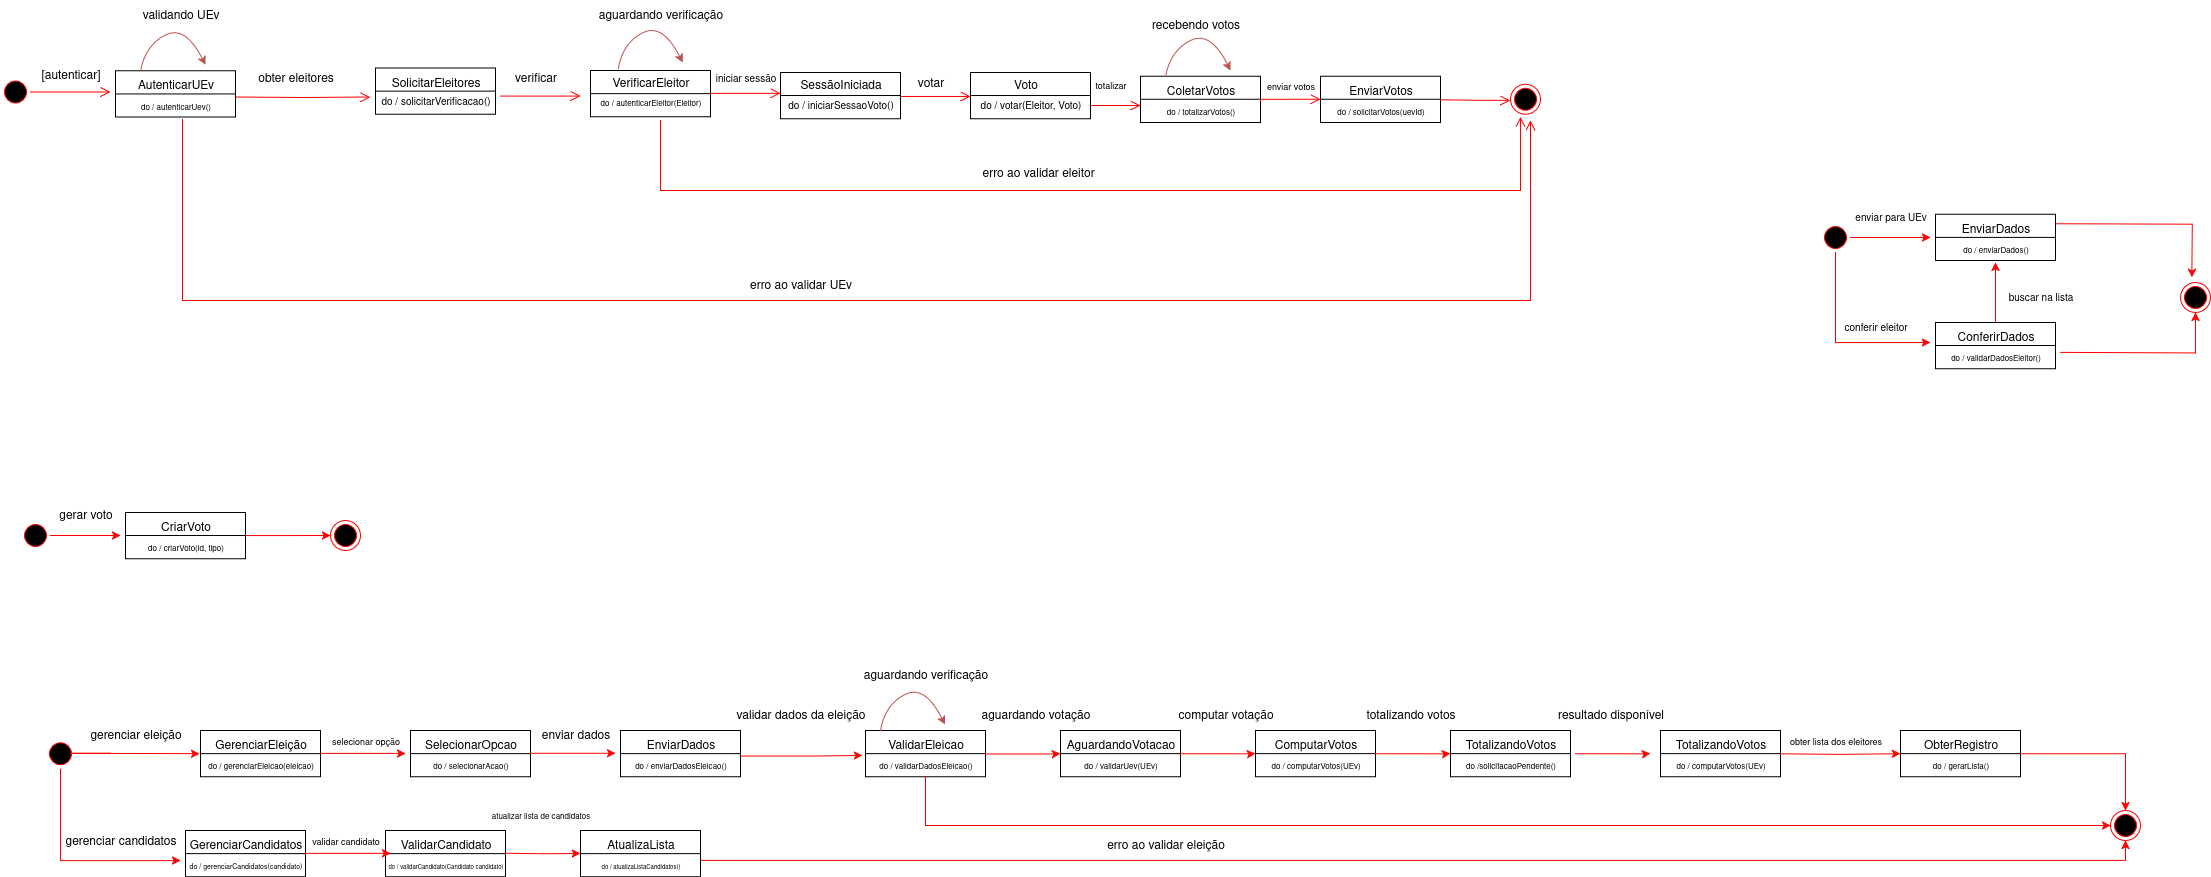 validando UEv
aguardando verificação
recebendo votos
[autenticar]
AutenticarUEv
do / autenticarUev()
obter eleitores
SolicitarEleitores
do / solicitarVerificacao()
verificar
VerificarEleitor
do / autenticarEleitor(Eleitor)
iniciar sessão
SessãoIniciada
do / iniciarSessaoVoto()
votar
Voto
do / votar(Eleitor, Voto)
totalizar
ColetarVotos
do / totalizarVotos()
enviar votos
EnviarVotos
do / solicitarVotos(uevId)
erro ao validar eleitor
erro ao validar UEv
enviar para UEv
EnviarDados
do / enviarDados()
buscar na lista
conferir eleitor
ConferirDados
do / validarDadosEleitor()
gerar voto
CriarVoto
do / criarVoto(id, tipo)
aguardando verificação
gerenciar eleição
GerenciarEleição
do / gerenciarEleicao(eleicao)
selecionar opção
SelecionarOpcao
do / selecionarAcao()
enviar dados
EnviarDados
do / enviarDadosEleicao()
validar dados da eleição
ValidarEleicao
do / validarDadosEleicao()
aguardando votação
AguardandoVotacao
do / validarUev(UEv)
computar votação
ComputarVotos
do / computarVotos(UEv)
totalizando votos
TotalizandoVotos
do /solicitacaoPendente()
resultado disponível
TotalizandoVotos
do / computarVotos(UEv)
obter lista dos eleitores
ObterRegistro
do / gerarLista()
gerenciar candidatos
GerenciarCandidatos
do / gerenciarCandidatos(candidato)
validar candidato
ValidarCandidato
do / validarCandidato(Candidato candidato)
atualizar lista de candidatos
AtualizaLista
do / atualizaListaCandidatos()
erro ao validar eleição